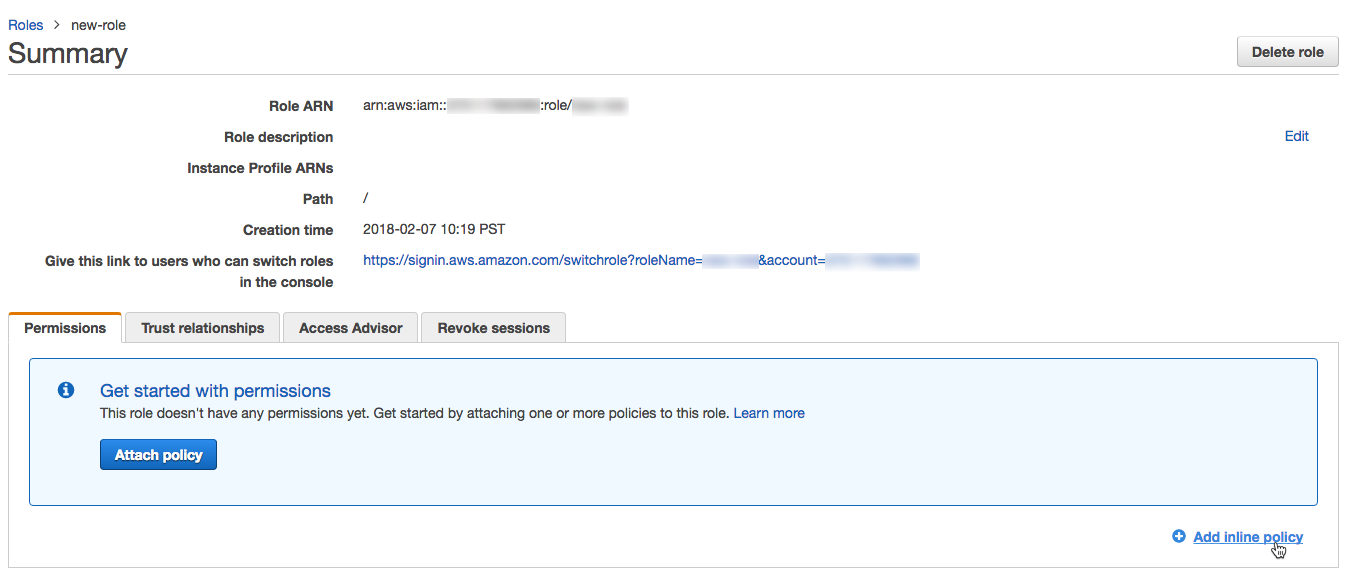 Roles > new-role
Summary
Delete role
Role ARN arn:aws:iam:: :role/
Role description Edit
Instance Profile ARNs
Path /
Creation time 2018-02-07 10:19 PST
Give this link to users who can switch roles https://signin.aws.amazon.com/switchrole?roleName= &account=
in the console
Permissions Trust relationships Access Advisor Revoke sessions
Get started with permissions
This role doesn't have any permissions yet. Get started by attaching one or more policies to this role. Learn more
Attach policy
Add inline policy